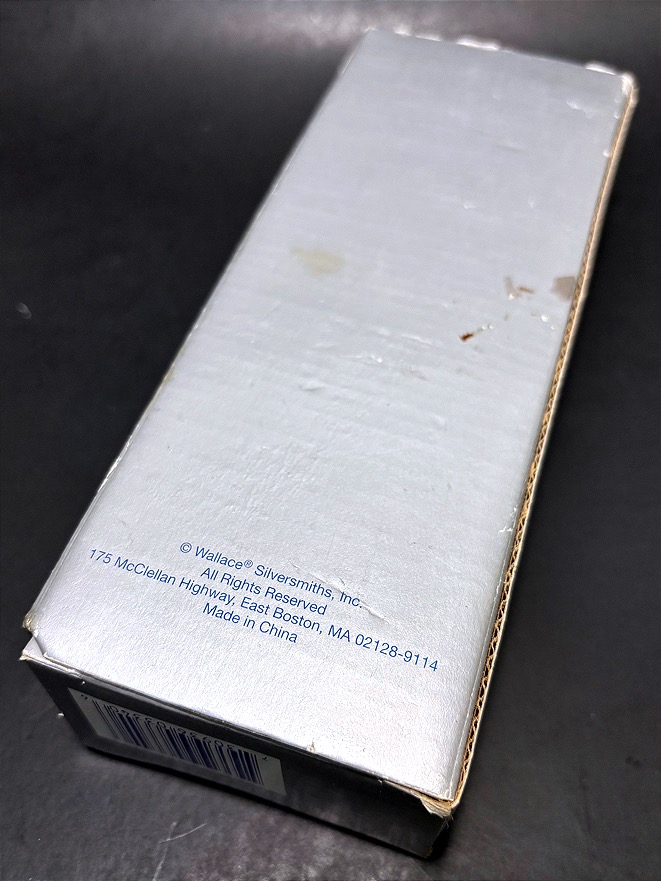 © Wallace® Silversmiths, Inc.
All Rights Reserved
175 McClellan Highway, East Boston, MA 02128-9114
Made in China